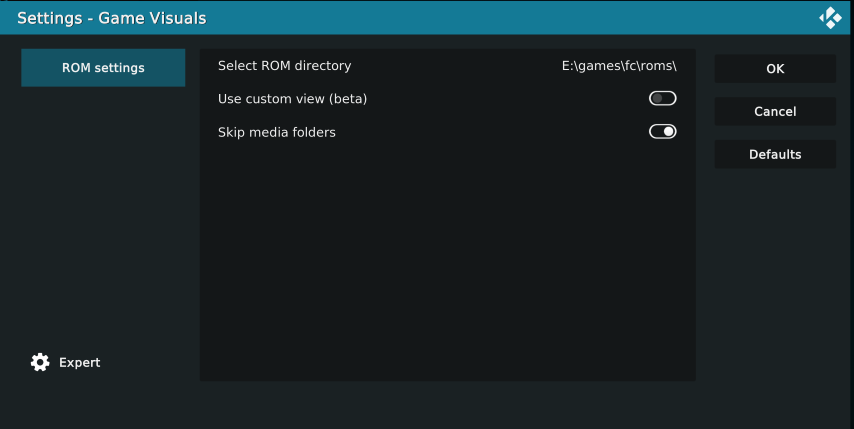 Settings - Game Visuals
ROM settings
Select ROM directory E:\games\fc\roms\
Use custom view (beta)
Skip media folders
OK
Cancel
Defaults
Expert